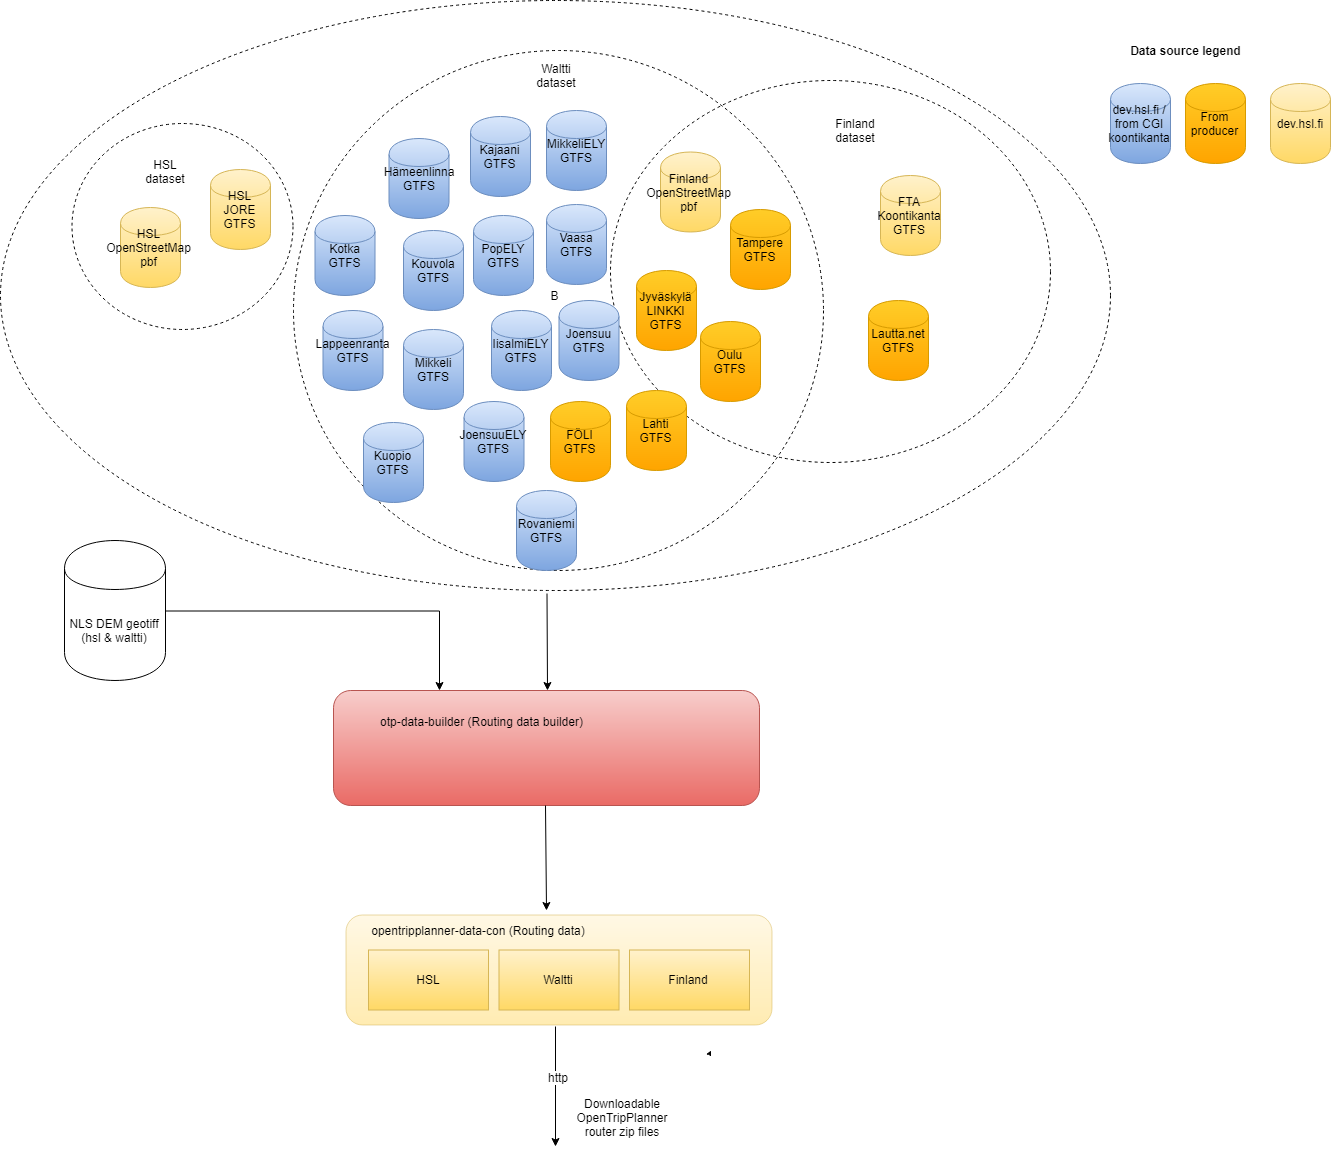 Data source legend
dev.hsl.fi /
from CGI
koontikanta
From
producer
dev.hsl.fi
Waltti
dataset
Finland
dataset
HSL
dataset
HSL
OpenStreetMap
pbf
HSL
JORE
GTFS
Hämeenlinna
GTFS
Kajaani
GTFS
MikkeliELY
GTFS
Finland
OpenStreetMap
pbf
FTA
Koontikanta
GTFS
Kotka
GTFS
Kouvola
GTFS
PopELY
GTFS
Vaasa
GTFS
Tampere
GTFS
B
Jyväskylä
LINKKI
GTFS
Lappeenranta
GTFS
Mikkeli
GTFS
IisalmiELY
GTFS
Joensuu
GTFS
Oulu
GTFS
Lautta.net
GTFS
Kuopio
GTFS
JoensuuELY
GTFS
FÖLI
GTFS
Lahti
GTFS
Rovaniemi
GTFS
NLS DEM geotiff
(hsl & waltti)
otp-data-builder (Routing data builder)
opentripplanner-data-con (Routing data)
HSL
Waltti
Finland
http
Downloadable
OpenTripPlanner
router zip files